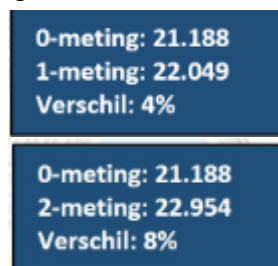 0-meting: 21.188
1-meting: 22.049
Verschil: 4%
0-meting: 21.188
2-meting: 22.954
Verschil: 8%